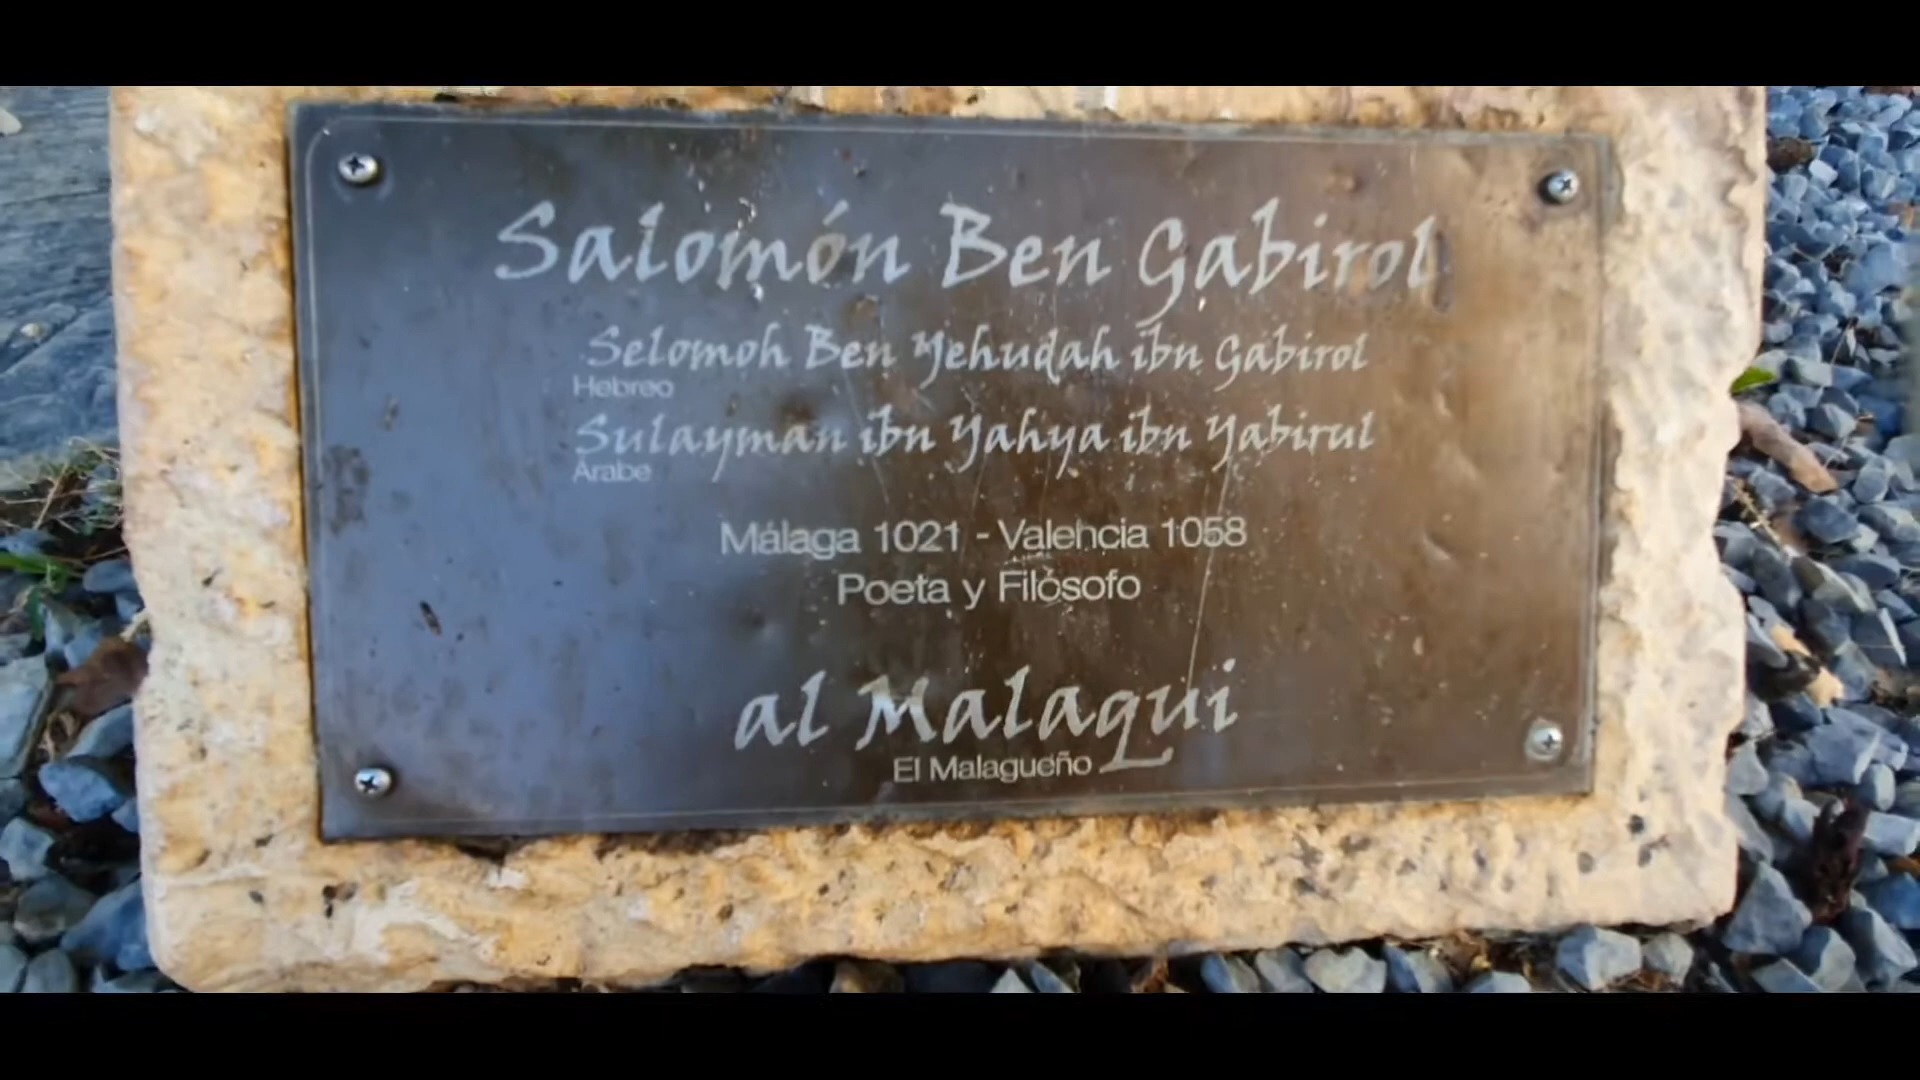 Salomón Ben Gabirol
Selomoh Ben Yehudah ibn Gabirol
Hebreo
Sulayman ibn Yahya ibn Yabirul
Árabe
Málaga 1021 - Valencia 1058
Poeta y Filósofo
al Malaqui
El Malagueño